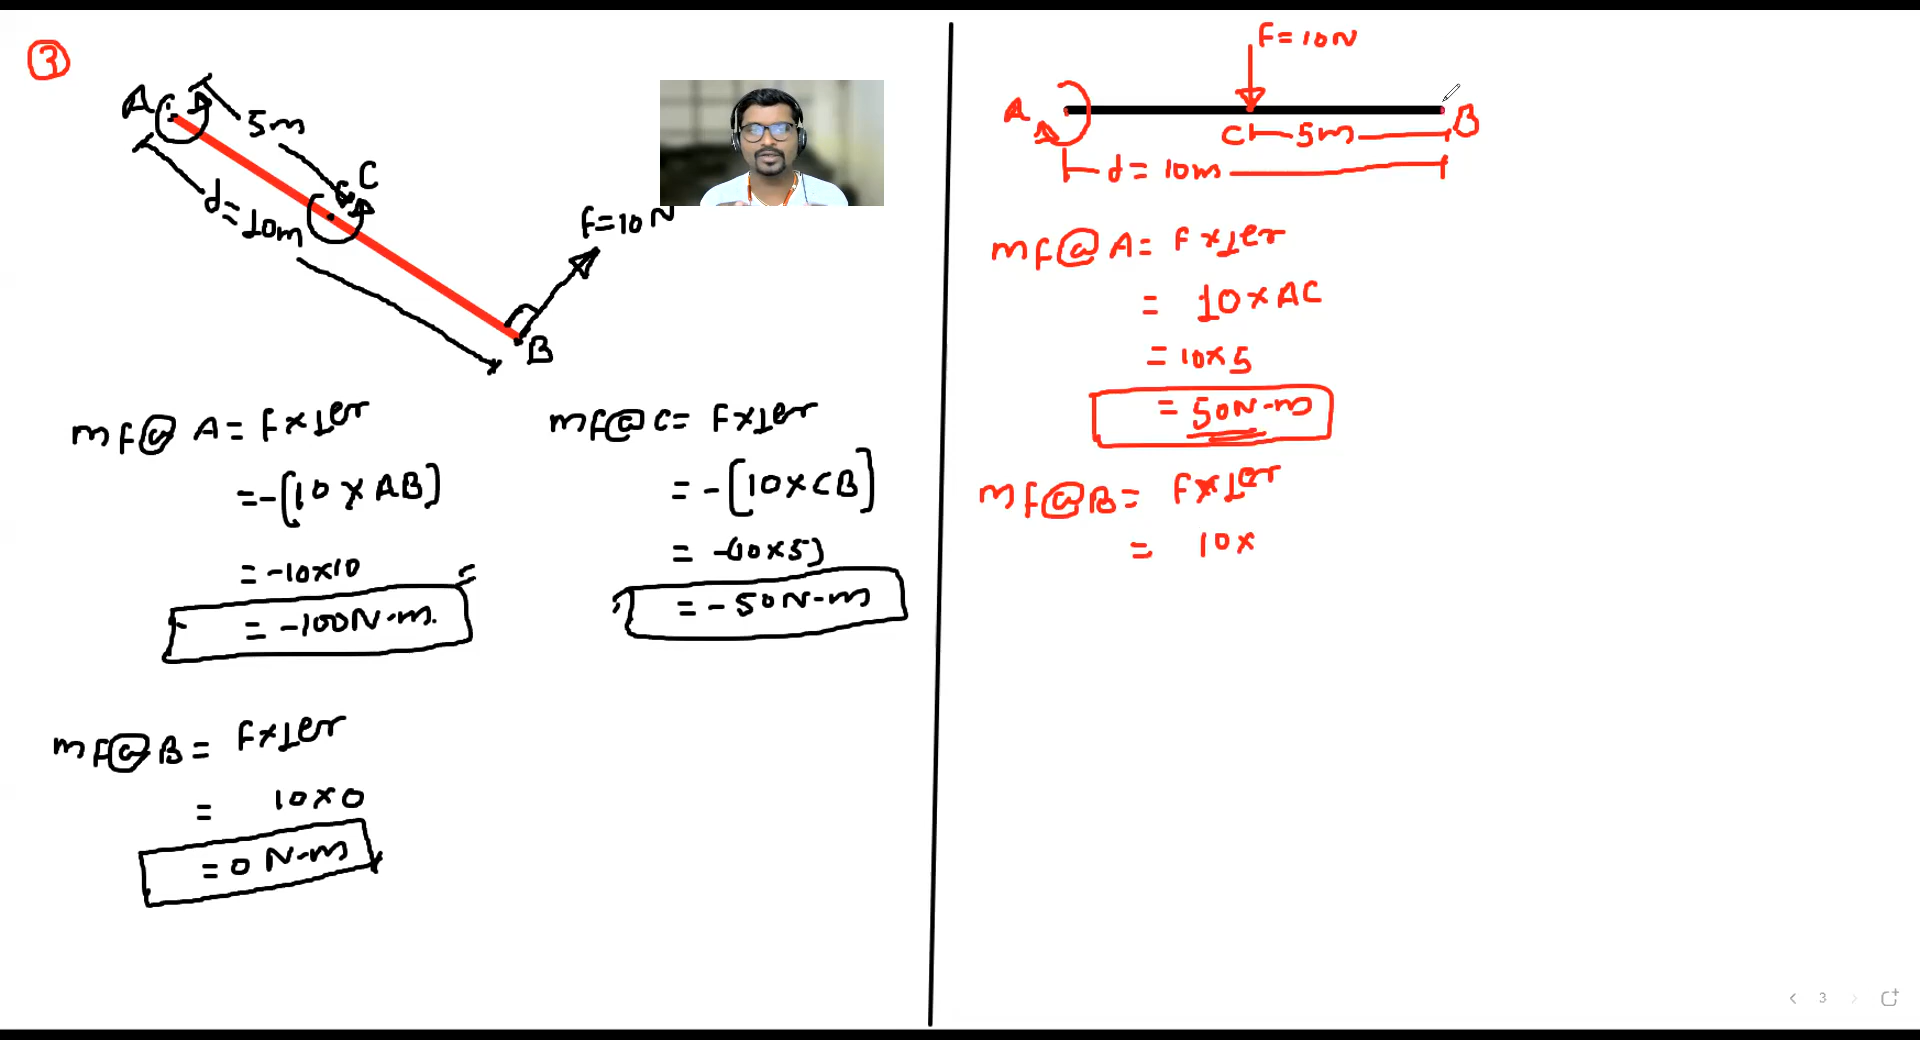 3
A
5m
C
d=10m
F=10N
B
mF@A=F×⊥er
=-[10×AB]
=-10×10
=-100N-m.
mF@C=F×⊥er
=-[10×CB]
=-(10×5)
=-50N-m
mF@B=F×⊥er
= 10×0
=0 N-m
F=10N
A
C
5m
B
d=10m
mF@A=F×⊥er
= 10×AC
=10×5
=50N-m
mF@B=F×⊥er
= 10×
3